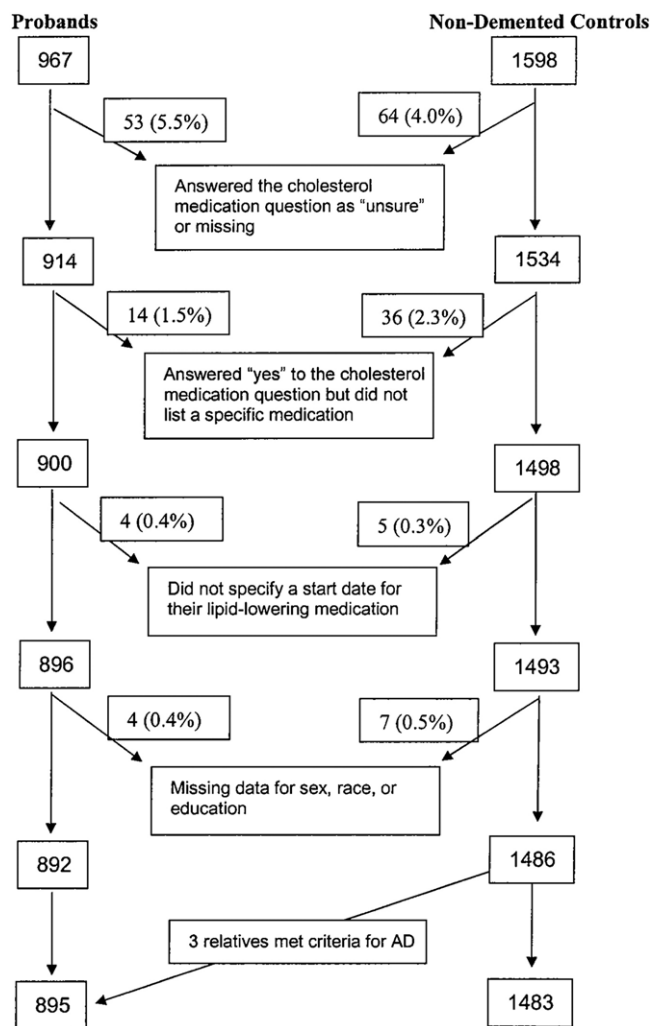 Probands
Non-Demented Controls
967
1598
53 (5.5%)
64 (4.0%)
Answered the cholesterol
medication question as "unsure"
or missing
914
1534
14 (1.5%)
36 (2.3%)
Answered "yes" to the cholesterol
medication question but did not
list a specific medication
900
1498
4 (0.4%)
5 (0.3%)
Did not specify a start date for
their lipid-lowering medication
896
1493
4 (0.4%)
7 (0.5%)
Missing data for sex, race, or
education
892
1486
3 relatives met criteria for AD
895
1483